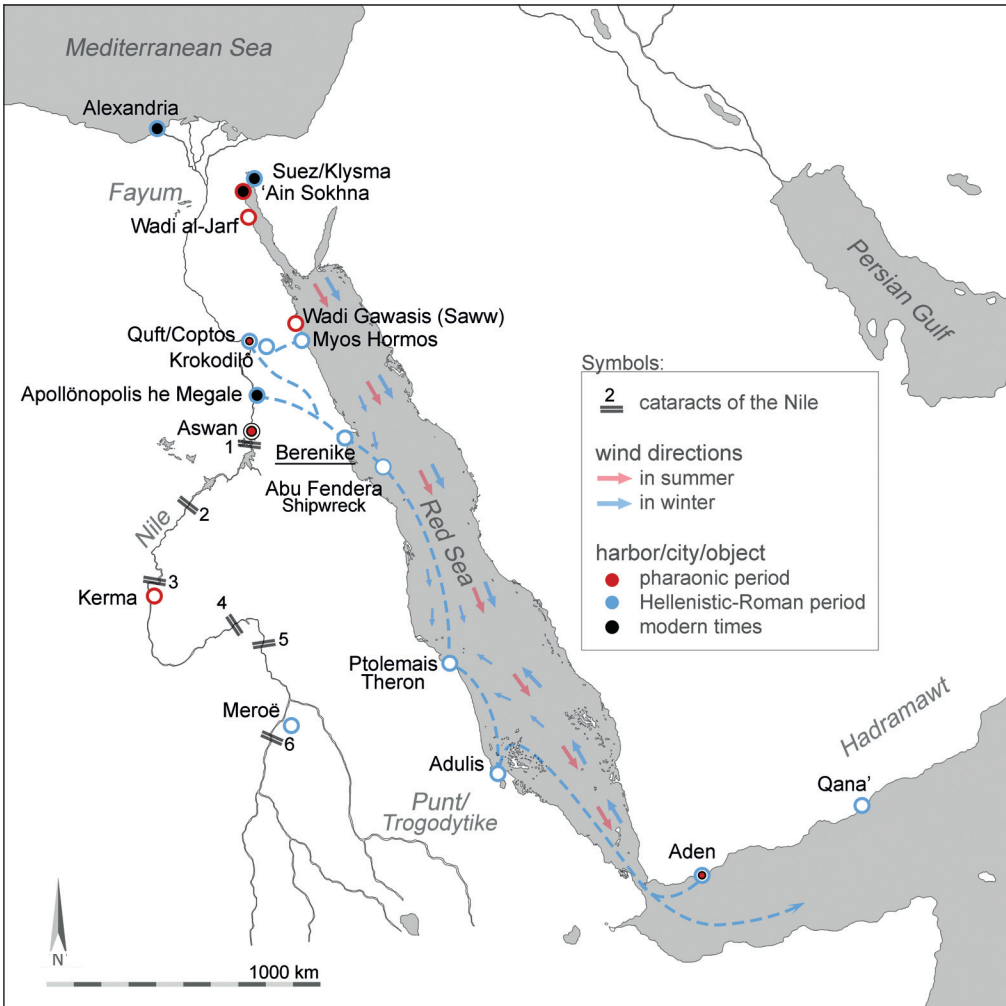 Mediterranean Sea
Alexandria
Suez/Klysma
‘Ain Sokhna
Fayum
Wadi al-Jarf
Persian Gulf
Wadi Gawasis (Saww)
Quft/Coptos
Myos Hormos
Krokodilõ
Apollönopolis he Megale
Aswan
1
Berenike
Abu Fendera
Shipwreck
2
Nile
Red Sea
3
Kerma
4
5
Ptolemais
Theron
Meroë
6
Adulis
Punt/
Trogodytike
Hadramawt
Qana’
Aden
Symbols:
2 cataracts of the Nile
wind directions
in summer
in winter
harbor/city/object
pharaonic period
Hellenistic-Roman period
modern times
N
1000 km